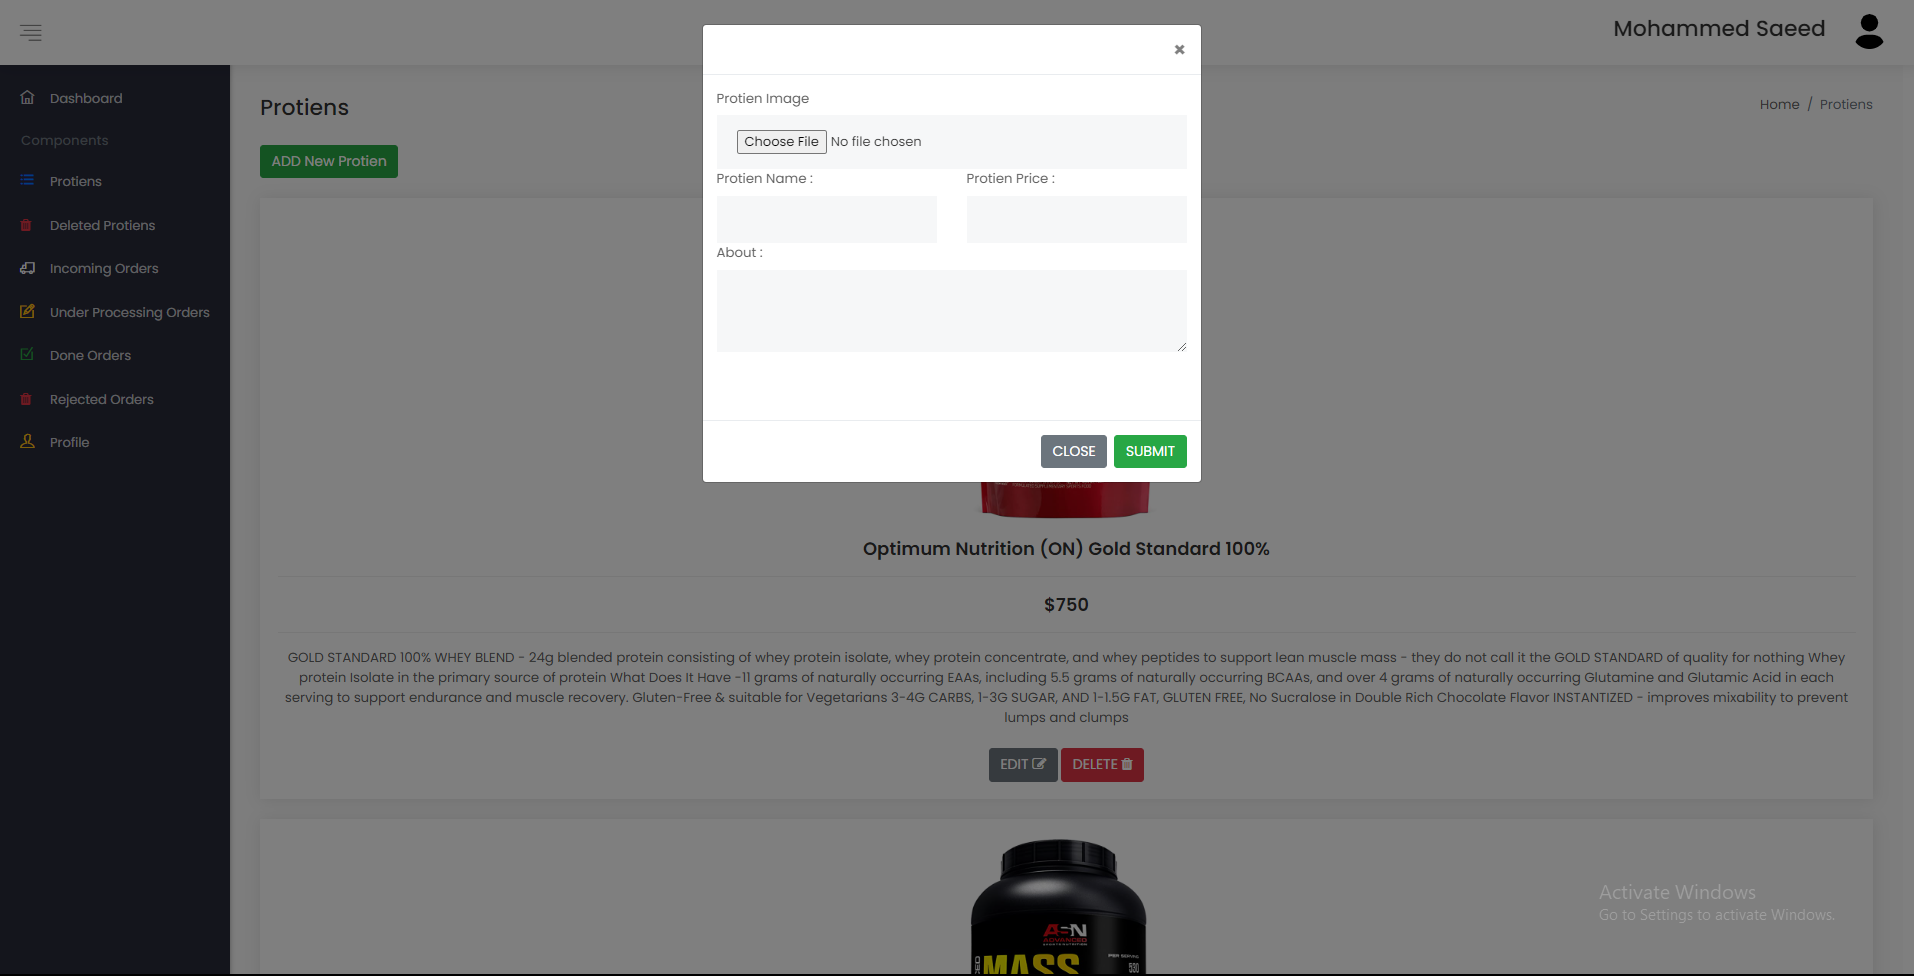 Mohammed Saeed
Dashboard
Components
Protiens
Deleted Protiens
Incoming Orders
Under Processing Orders
Done Orders
Rejected Orders
Profile
Protiens
Home / Protiens
ADD New Protien
×
Protien Image
Choose File No file chosen
Protien Name :
Protien Price :
About :
CLOSE
SUBMIT
Optimum Nutrition (ON) Gold Standard 100%
$750
GOLD STANDARD 100% WHEY BLEND - 24g blended protein consisting of whey protein isolate, whey protein concentrate, and whey peptides to support lean muscle mass - they do not call it the GOLD STANDARD of quality for nothing Whey
protein Isolate in the primary source of protein What Does It Have -11 grams of naturally occurring EAAs, including 5.5 grams of naturally occurring BCAAs, and over 4 grams of naturally occurring Glutamine and Glutamic Acid in each
serving to support endurance and muscle recovery. Gluten-Free & suitable for Vegetarians 3-4G CARBS, 1-3G SUGAR, AND 1-1.5G FAT, GLUTEN FREE, No Sucralose in Double Rich Chocolate Flavor INSTANTIZED - improves mixability to prevent
lumps and clumps
EDIT
DELETE
ASN
ADVANCED
PER SERVING
MASS
530
Activate Windows
Go to Settings to activate Windows.